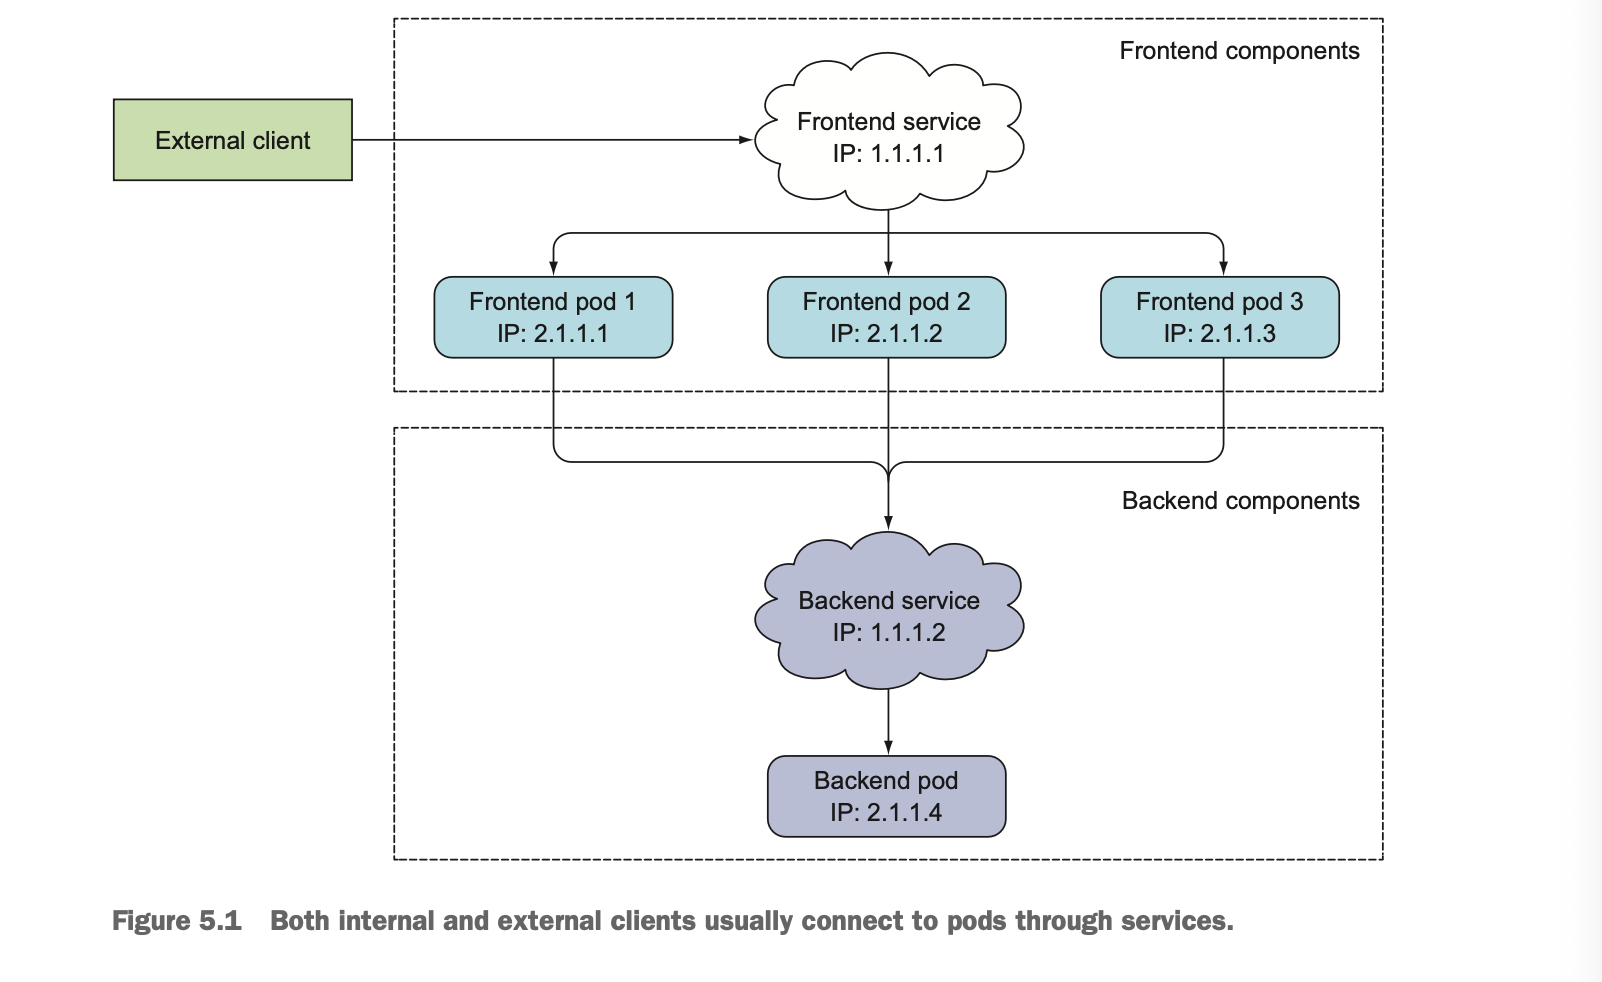 Frontend components
External client
Frontend service
IP: 1.1.1.1
Frontend pod 1
IP: 2.1.1.1
Frontend pod 2
IP: 2.1.1.2
Frontend pod 3
IP: 2.1.1.3
Backend components
Backend service
IP: 1.1.1.2
Backend pod
IP: 2.1.1.4
Figure 5.1 Both internal and external clients usually connect to pods through services.